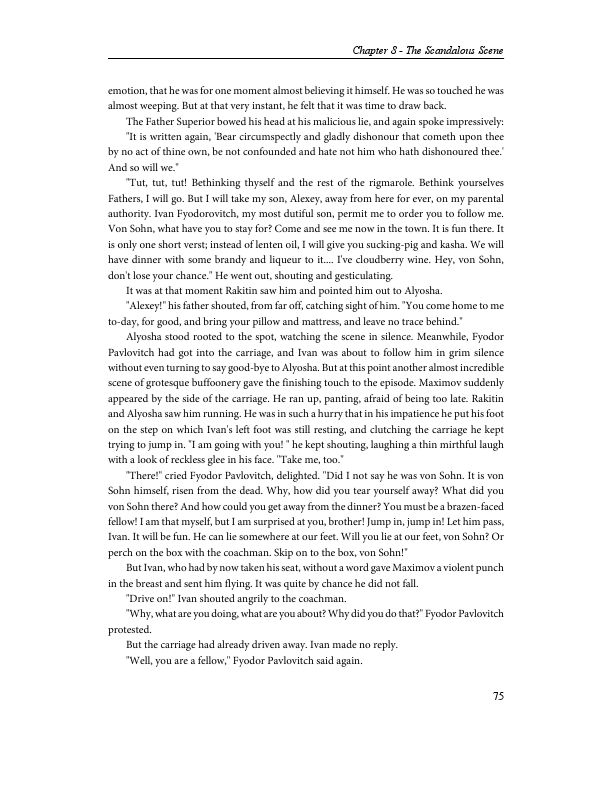 Chapter 8 - The Scandalous Scene
emotion, that he was for one moment almost believing it himself. He was so touched he was
almost weeping. But at that very instant, he felt that it was time to draw back.
The Father Superior bowed his head at his malicious lie, and again spoke impressively:
"It is written again, 'Bear circumspectly and gladly dishonour that cometh upon thee
by no act of thine own, be not confounded and hate not him who hath dishonoured thee.'
And so will we."
"Tut, tut, tut! Bethinking thyself and the rest of the rigmarole. Bethink yourselves
Fathers, I will go. But I will take my son, Alexey, away from here for ever, on my parental
authority. Ivan Fyodorovitch, my most dutiful son, permit me to order you to follow me.
Von Sohn, what have you to stay for? Come and see me now in the town. It is fun there. It
is only one short verst; instead of lenten oil, I will give you sucking-pig and kasha. We will
have dinner with some brandy and liqueur to it.... I've cloudberry wine. Hey, von Sohn,
don't lose your chance." He went out, shouting and gesticulating.
It was at that moment Rakitin saw him and pointed him out to Alyosha.
"Alexey!" his father shouted, from far off, catching sight of him. "You come home to me
to-day, for good, and bring your pillow and mattress, and leave no trace behind."
Alyosha stood rooted to the spot, watching the scene in silence. Meanwhile, Fyodor
Pavlovitch had got into the carriage, and Ivan was about to follow him in grim silence
without even turning to say good-bye to Alyosha. But at this point another almost incredible
scene of grotesque buffoonery gave the finishing touch to the episode. Maximov suddenly
appeared by the side of the carriage. He ran up, panting, afraid of being too late. Rakitin
and Alyosha saw him running. He was in such a hurry that in his impatience he put his foot
on the step on which Ivan's left foot was still resting, and clutching the carriage he kept
trying to jump in. "I am going with you! " he kept shouting, laughing a thin mirthful laugh
with a look of reckless glee in his face. "Take me, too."
"There!" cried Fyodor Pavlovitch, delighted. "Did I not say he was von Sohn. It is von
Sohn himself, risen from the dead. Why, how did you tear yourself away? What did you
von Sohn there? And how could you get away from the dinner? You must be a brazen-faced
fellow! I am that myself, but I am surprised at you, brother! Jump in, jump in! Let him pass,
Ivan. It will be fun. He can lie somewhere at our feet. Will you lie at our feet, von Sohn? Or
perch on the box with the coachman. Skip on to the box, von Sohn!"
But Ivan, who had by now taken his seat, without a word gave Maximov a violent punch
in the breast and sent him flying. It was quite by chance he did not fall.
"Drive on!" Ivan shouted angrily to the coachman.
"Why, what are you doing, what are you about? Why did you do that?" Fyodor Pavlovitch
protested.
But the carriage had already driven away. Ivan made no reply.
"Well, you are a fellow," Fyodor Pavlovitch said again.
75